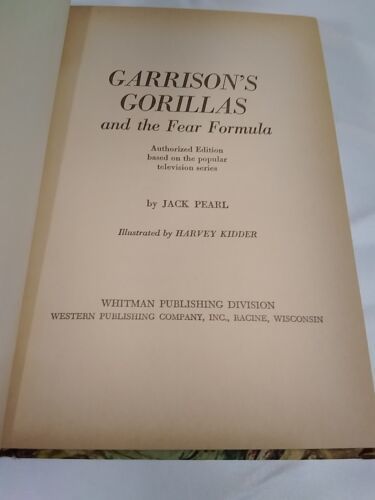 GARRISON'S
GORILLAS
and the Fear Formula
Authorized Edition
based on the popular
television series
by JACK PEARL
Illustrated by HARVEY KIDDER
WHITMAN PUBLISHING DIVISION
WESTERN PUBLISHING COMPANY, INC., RACINE, WISCONSIN